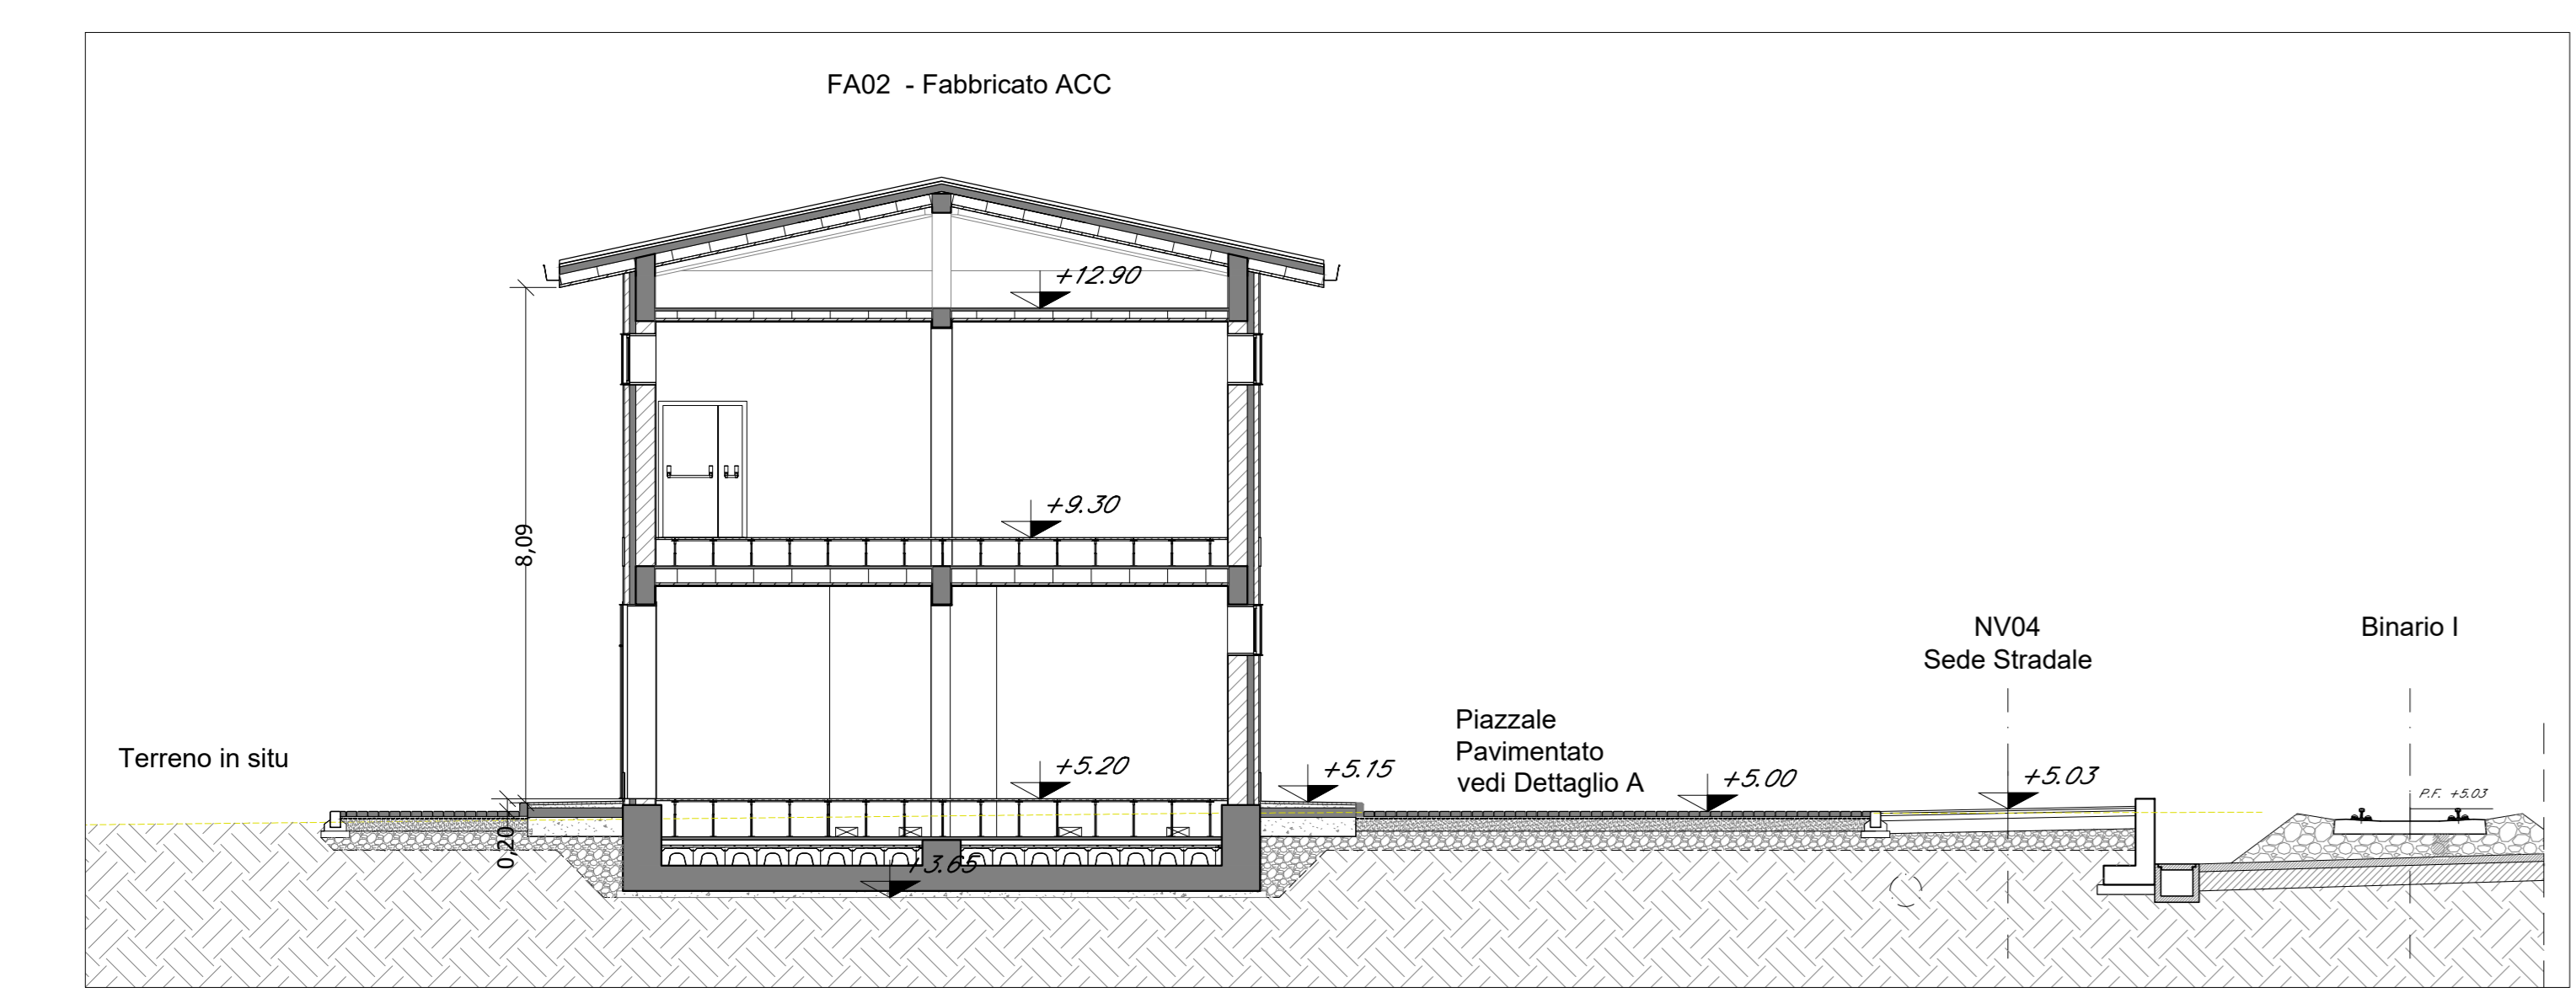 FA02 - Fabbricato ACC
+12.90
+9.30
8,09
NV04
Sede Stradale
Binario I
Piazzale
Pavimentato
vedi Dettaglio A
Terreno in situ
+5.20
+5.15
+5.00
+5.03
P.F. +5.03
0,20
+3.65